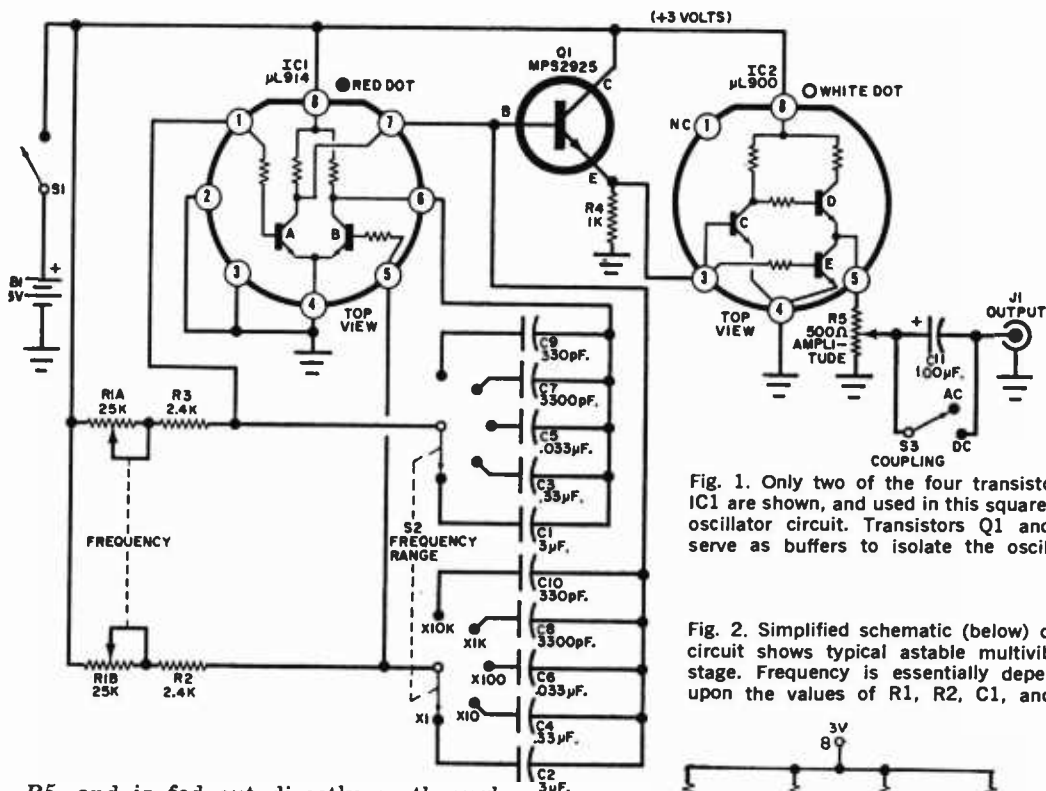 (+3 VOLTS)
IC1
µL914
RED DOT
Q1
MPS2925
B
C
E
IC2
µL900
WHITE DOT
8
1
7
2
6
3
5
4
A
B
TOP
VIEW
S1
+
R4
1K
NC
1
8
C
D
E
3
5
4
TOP
VIEW
R5
500Ω
AMPLI-
TUDE
+
C11
100µF.
J1
OUTPUT
AC
DC
S3
COUPLING
R1A
25K
R3
2.4K
FREQUENCY
R1B
25K
R2
2.4K
S2
FREQUENCY
RANGE
C9
330pF.
C7
3300pF.
C5
.033µF.
C3
.33µF.
C1
3µF.
C10
330pF.
C8
3300pF.
C6
.033µF.
C4
.33µF.
C2
3µF.
X10K
X1K
X100
X10
X1
Fig. 1. Only two of the four transisto
IC1 are shown, and used in this square
oscillator circuit. Transistors Q1 and
serve as buffers to isolate the oscil
Fig. 2. Simplified schematic (below) o
circuit shows typical astable multivib
stage. Frequency is essentially depe
upon the values of R1, R2, C1, and
3V
8
R5, and is fed out directly